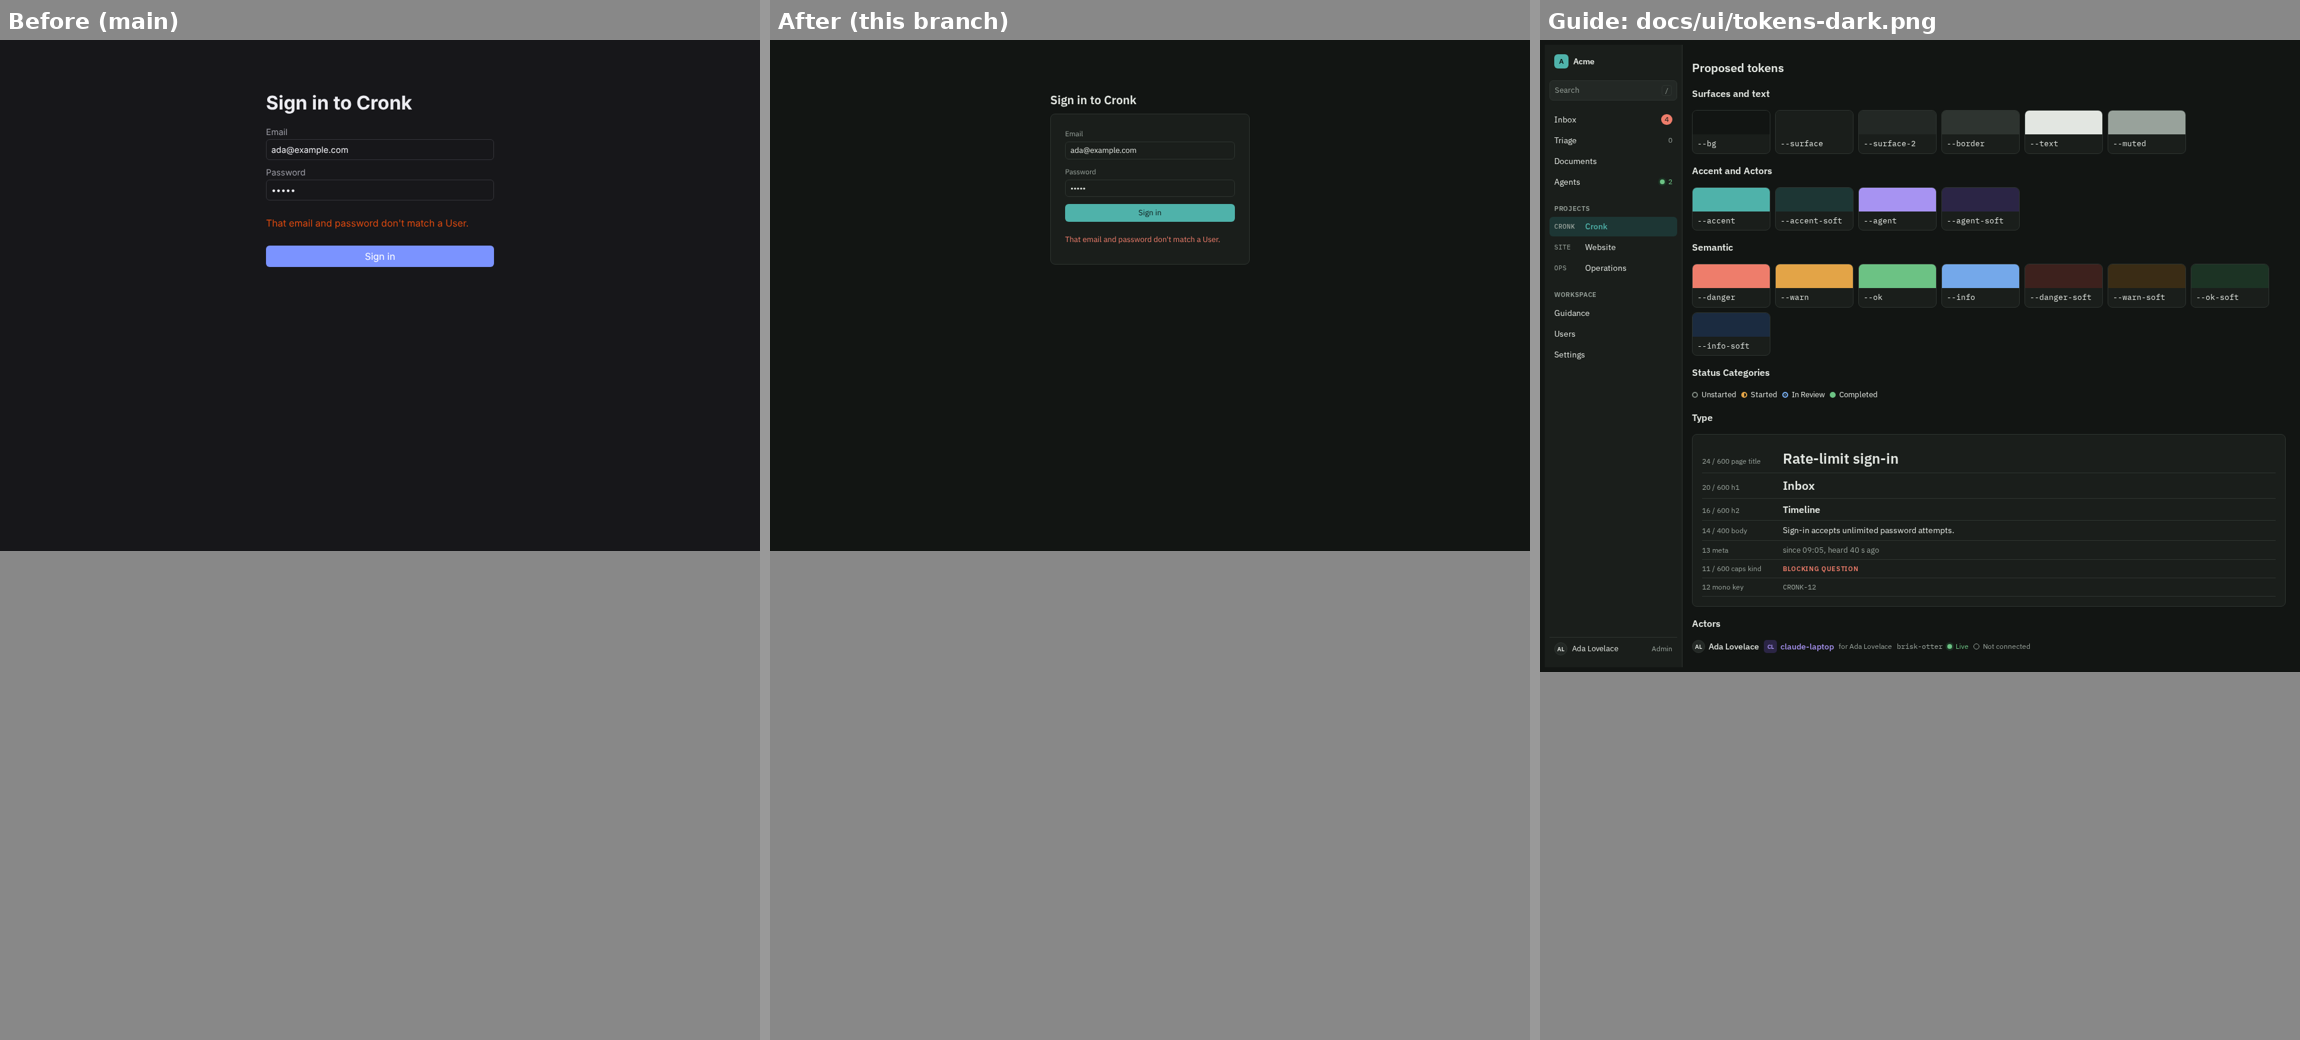 Before (main)
Sign in to Cronk
Email
ada@example.com
Password
•••••
That email and password don't match a User.
Sign in
After (this branch)
Sign in to Cronk
Email
ada@example.com
Password
•••••
Sign in
That email and password don't match a User.
Guide: docs/ui/tokens-dark.png
A Acme
Search /
Inbox 4
Triage 0
Documents
Agents 2
PROJECTS
CRONK Cronk
SITE Website
OPS Operations
WORKSPACE
Guidance
Users
Settings
AL Ada Lovelace Admin
Proposed tokens
Surfaces and text
--bg --surface --surface-2 --border --text --muted
Accent and Actors
--accent --accent-soft --agent --agent-soft
Semantic
--danger --warn --ok --info --danger-soft --warn-soft --ok-soft
--info-soft
Status Categories
Unstarted Started In Review Completed
Type
24 / 600 page title Rate-limit sign-in
20 / 600 h1 Inbox
16 / 600 h2 Timeline
14 / 400 body Sign-in accepts unlimited password attempts.
13 meta since 09:05, heard 40 s ago
11 / 600 caps kind BLOCKING QUESTION
12 mono key CRONK-12
Actors
AL Ada Lovelace CL claude-laptop for Ada Lovelace brisk-otter Live Not connected